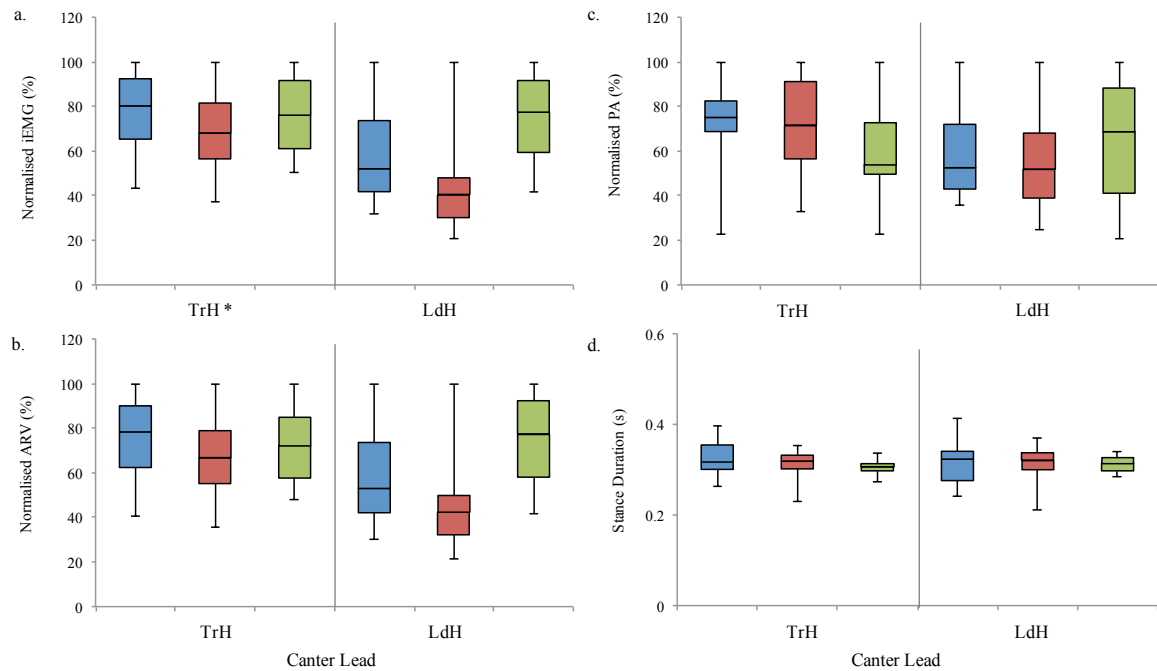 a.
120
100
80
60
40
20
0
Normalised iEMG (%)
TrH *
LdH
b.
120
100
80
60
40
20
0
Normalised ARV (%)
TrH
LdH
Canter Lead
c.
120
100
80
60
40
20
0
Normalised PA (%)
TrH
LdH
d.
0.6
0.4
0.2
0
Stance Duration (s)
TrH
LdH
Canter Lead